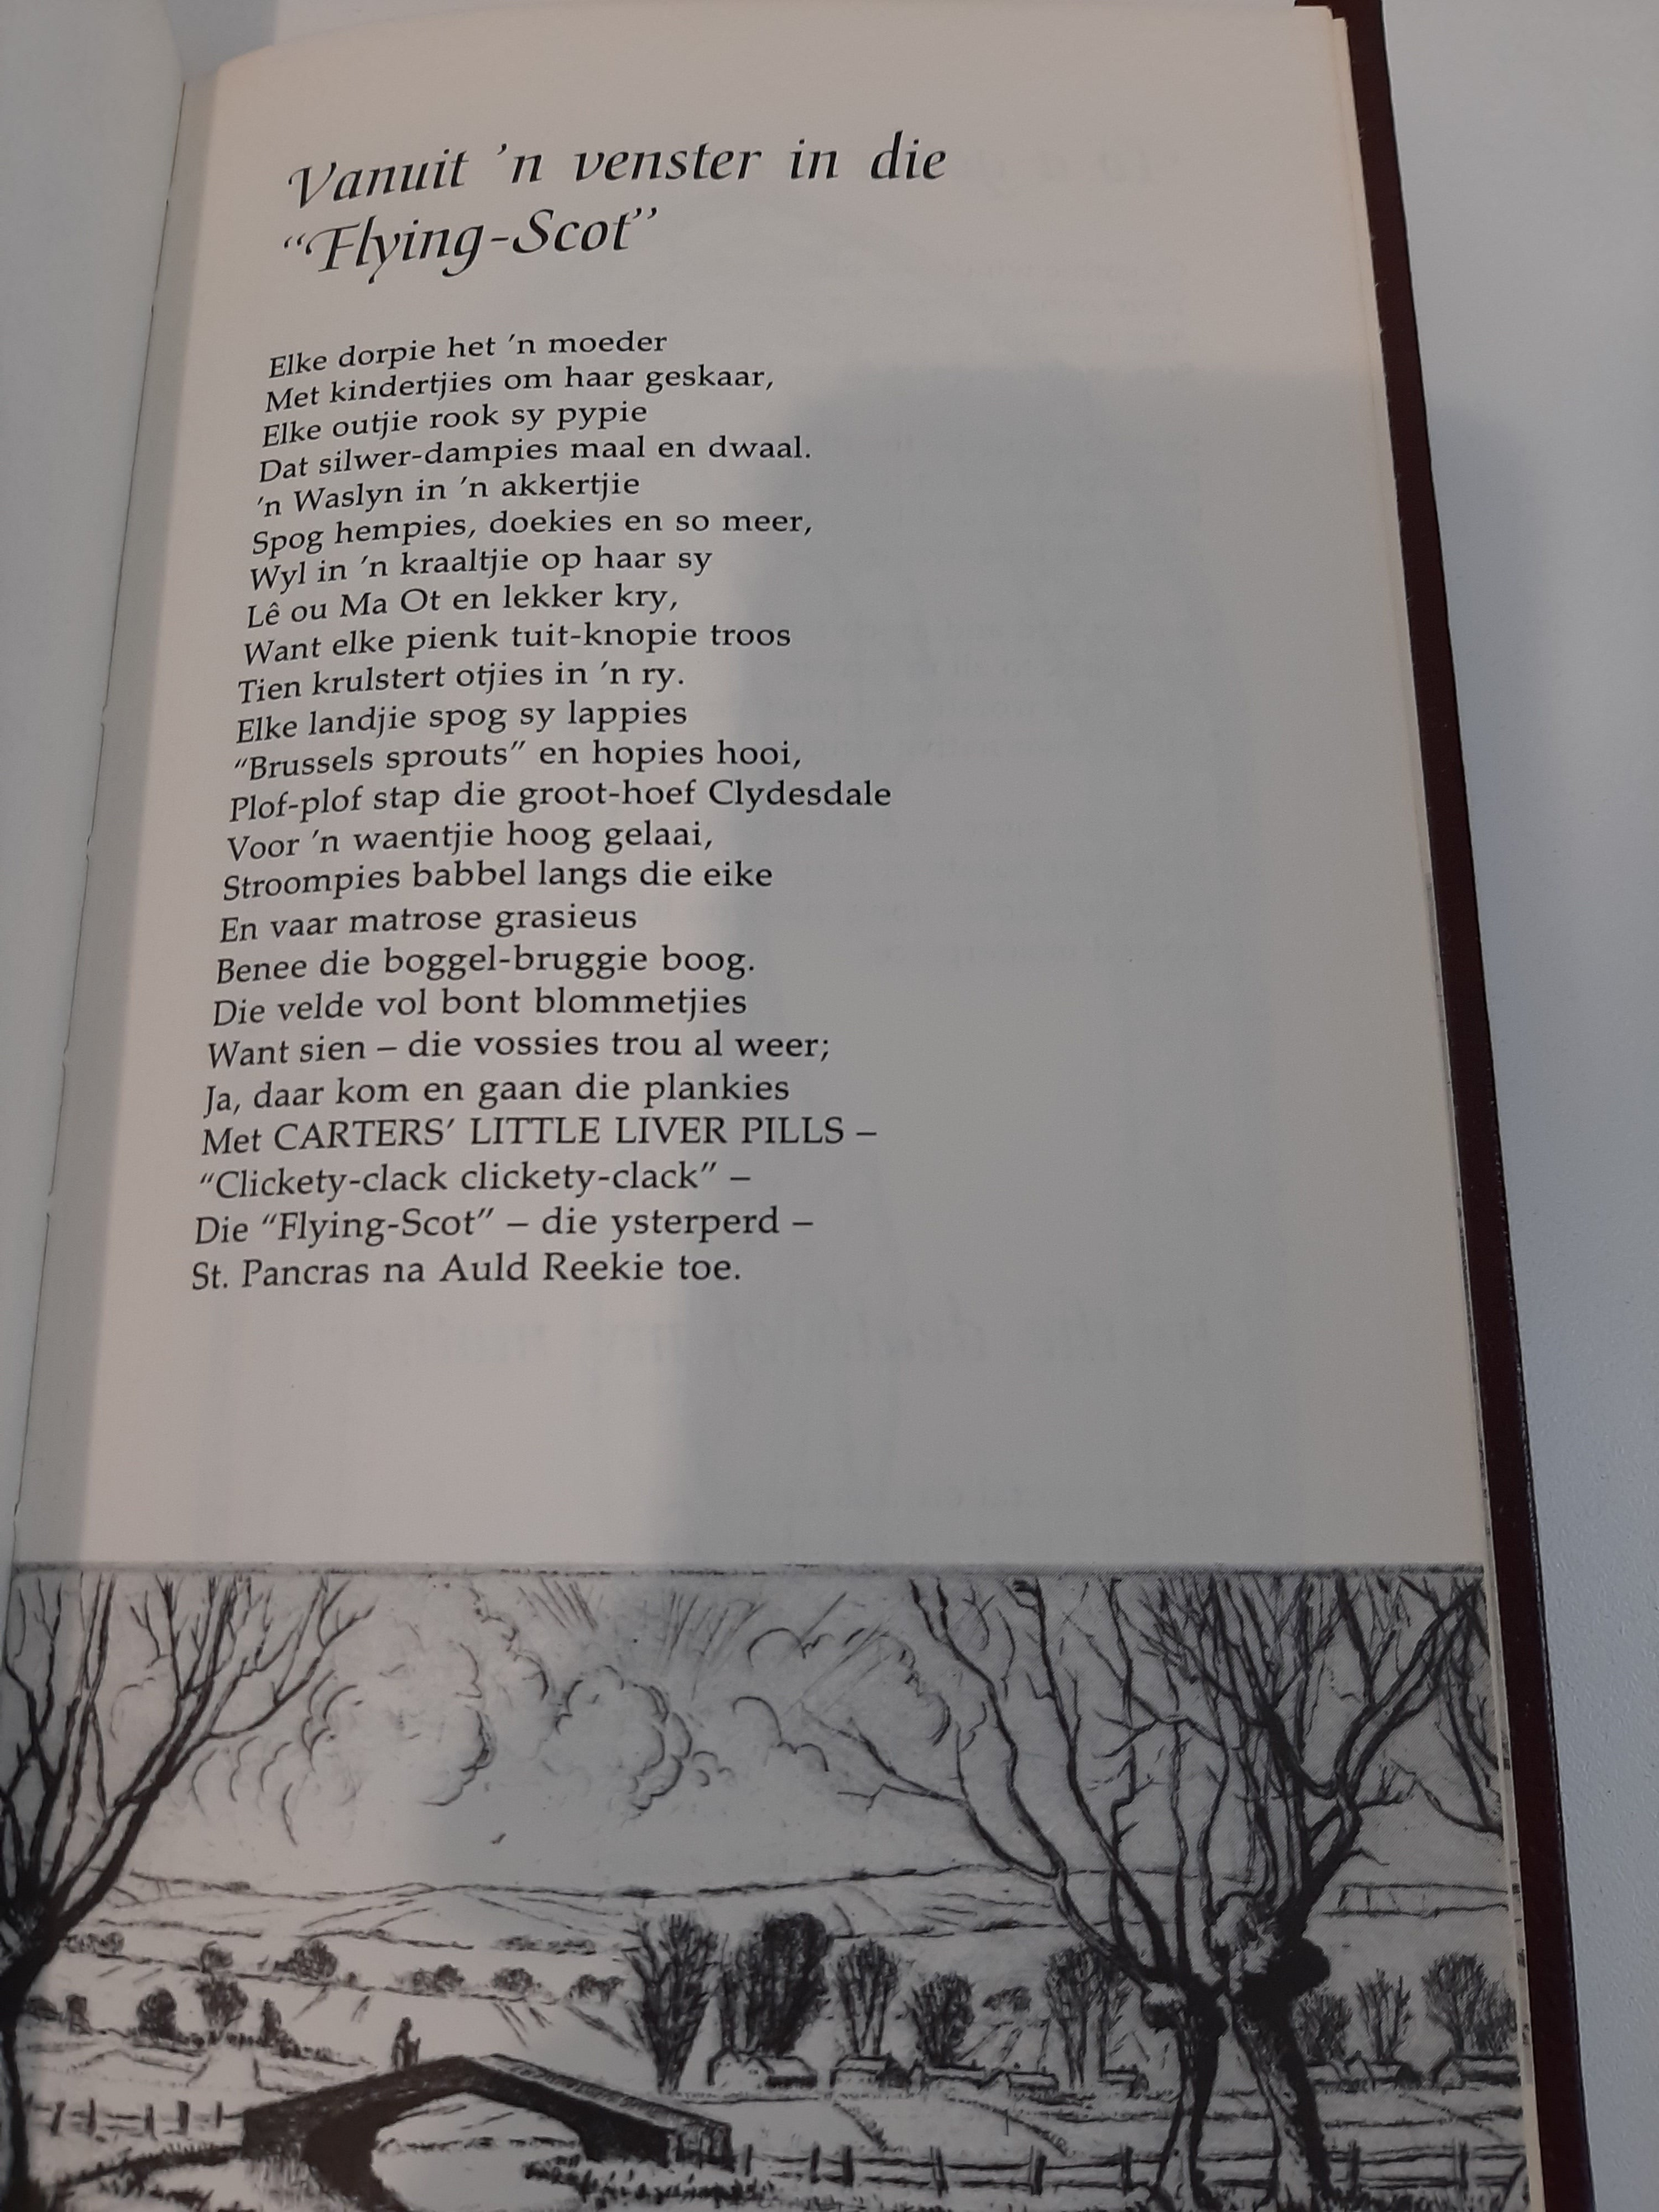 Vanuit 'n venster in die
“Flying-Scot”
Elke dorpie het 'n moeder
Met kindertjies om haar geskaar,
Elke outjie rook sy pypie
Dat silwer-dampies maal en dwaal.
'n Waslyn in 'n akkertjie
Spog hempies, doekies en so meer,
Wyl in 'n kraaltjie op haar sy
Lê ou Ma Ot en lekker kry,
Want elke pienk tuit-knopie troos
Tien krulstert otjies in 'n ry.
Elke landjie spog sy lappies
“Brussels sprouts” en hopies hooi,
Plof-plof stap die groot-hoef Clydesdale
Voor 'n waentjie hoog gelaai,
Stroompies babbel langs die eike
En vaar matrose grasieus
Benee die boggel-bruggie boog.
Die velde vol bont blommetjies
Want sien – die vossies trou al weer;
Ja, daar kom en gaan die plankies
Met CARTERS' LITTLE LIVER PILLS –
“Clickety-clack clickety-clack” –
Die “Flying-Scot” – die ysterperd –
St. Pancras na Auld Reekie toe.